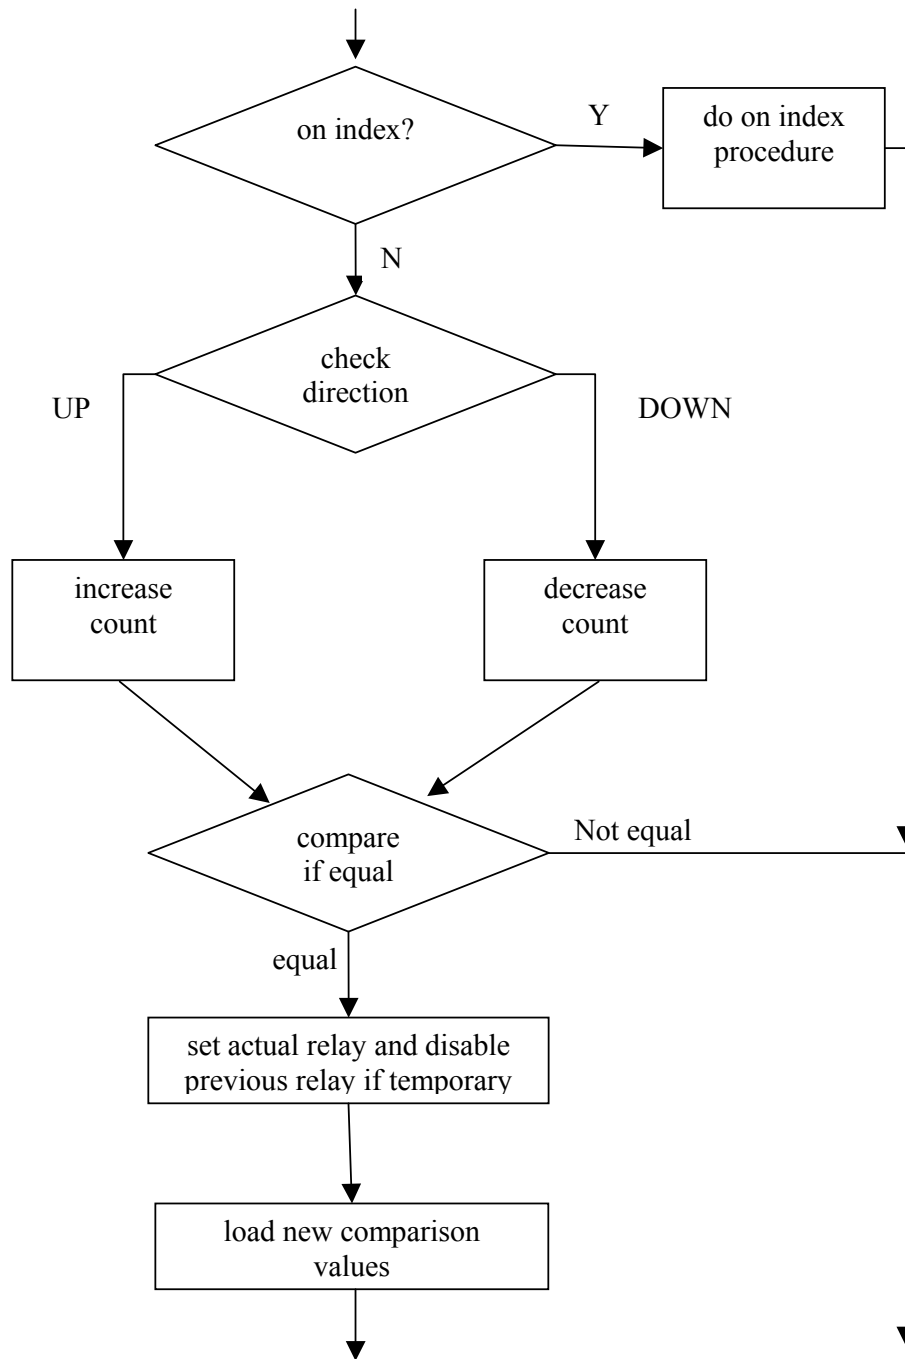 on index?
Y
do on index
procedure
N
check
direction
UP
DOWN
increase
count
decrease
count
compare
if equal
Not equal
equal
set actual relay and disable
previous relay if temporary
load new comparison
values